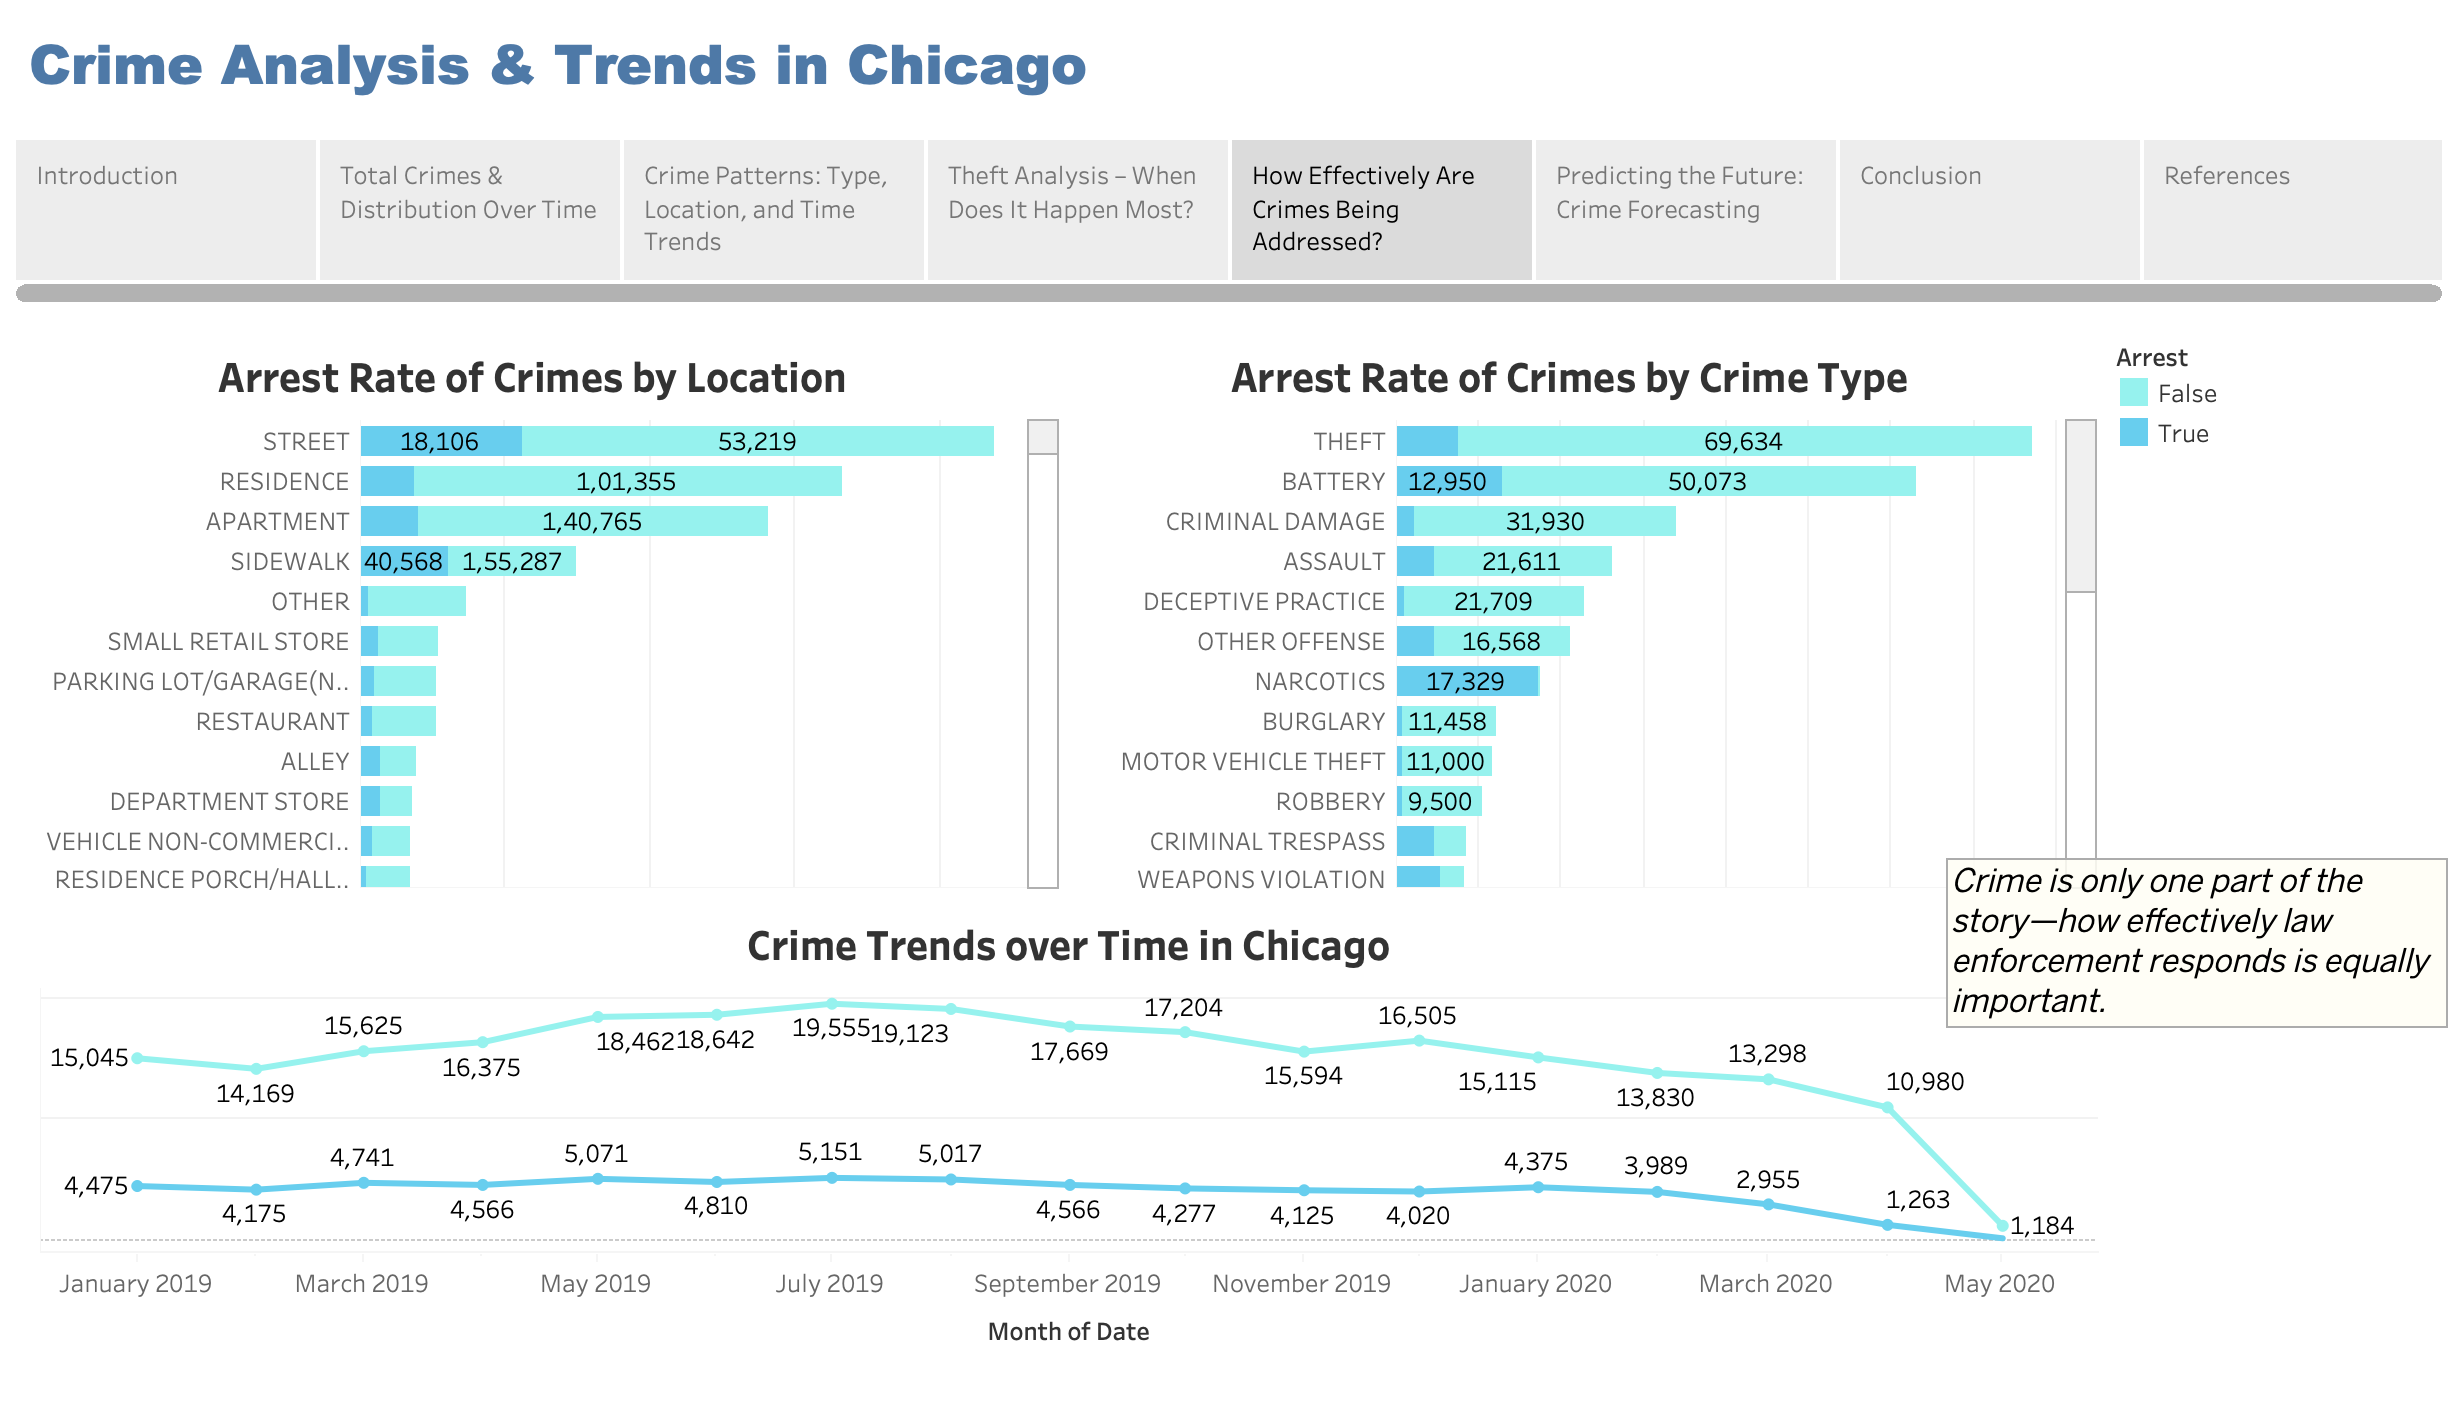 Crime Analysis & Trends in Chicago
Introduction
Total Crimes &
Distribution Over Time
Crime Patterns: Type,
Location, and Time
Trends
Theft Analysis – When
Does It Happen Most?
How Effectively Are
Crimes Being
Addressed?
Predicting the Future:
Crime Forecasting
Conclusion
References
Arrest Rate of Crimes by Location
STREET 18,106 53,219
RESIDENCE 1,01,355
APARTMENT 1,40,765
SIDEWALK 40,568 1,55,287
OTHER
SMALL RETAIL STORE
PARKING LOT/GARAGE(N..
RESTAURANT
ALLEY
DEPARTMENT STORE
VEHICLE NON-COMMERCI..
RESIDENCE PORCH/HALL..
Arrest Rate of Crimes by Crime Type
THEFT 69,634
BATTERY 12,950 50,073
CRIMINAL DAMAGE 31,930
ASSAULT 21,611
DECEPTIVE PRACTICE 21,709
OTHER OFFENSE 16,568
NARCOTICS 17,329
BURGLARY 11,458
MOTOR VEHICLE THEFT 11,000
ROBBERY 9,500
CRIMINAL TRESPASS
WEAPONS VIOLATION
Arrest
False
True
Crime is only one part of the
story—how effectively law
enforcement responds is equally
important.
Crime Trends over Time in Chicago
15,045 14,169 15,625 16,375 18,462 18,642 19,555 19,123 17,669 17,204 15,594 16,505 15,115 13,830 13,298 10,980 1,184
4,475 4,175 4,741 4,566 5,071 4,810 5,151 5,017 4,566 4,277 4,125 4,020 4,375 3,989 2,955 1,263
January 2019 March 2019 May 2019 July 2019 September 2019 November 2019 January 2020 March 2020 May 2020
Month of Date